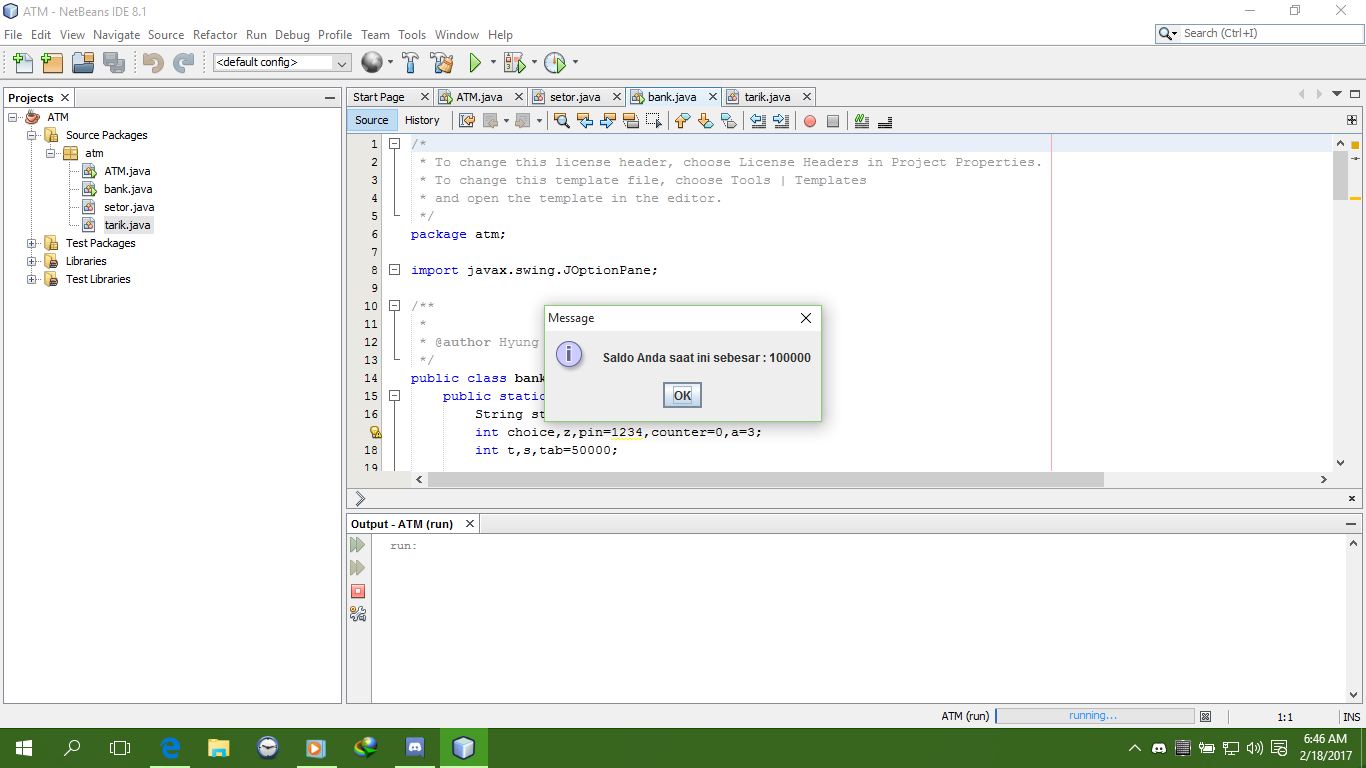 ATM - NetBeans IDE 8.1
File Edit View Navigate Source Refactor Run Debug Profile Team Tools Window Help
Search (Ctrl+I)
<default config>
Projects
ATM
Source Packages
atm
ATM.java
bank.java
setor.java
tarik.java
Test Packages
Libraries
Test Libraries
Start Page ATM.java setor.java bank.java tarik.java
Source History
1 /*
2 * To change this license header, choose License Headers in Project Properties.
3 * To change this template file, choose Tools | Templates
4 * and open the template in the editor.
5 */
6 package atm;
7
8 import javax.swing.JOptionPane;
9
10 /**
11 *
12 * @author Hyung
13 */
14 public class bank
15 public static
16 String st
int choice,z,pin=1234,counter=0,a=3;
18 int t,s,tab=50000;
19
Message
Saldo Anda saat ini sebesar : 100000
OK
Output - ATM (run)
run:
ATM (run) running... 1:1 INS
6:46 AM
2/18/2017